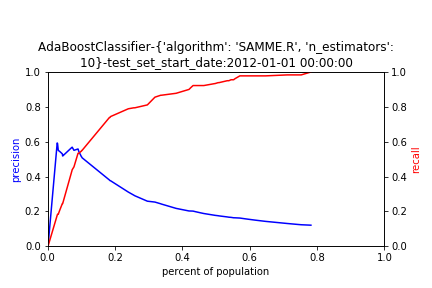 AdaBoostClassifier-{'algorithm': 'SAMME.R', 'n_estimators':
10}-test_set_start_date:2012-01-01 00:00:00
1.0
0.8
0.6
0.4
0.2
0.0
precision
1.0
0.8
0.6
0.4
0.2
0.0
recall
0.0 0.2 0.4 0.6 0.8 1.0
percent of population